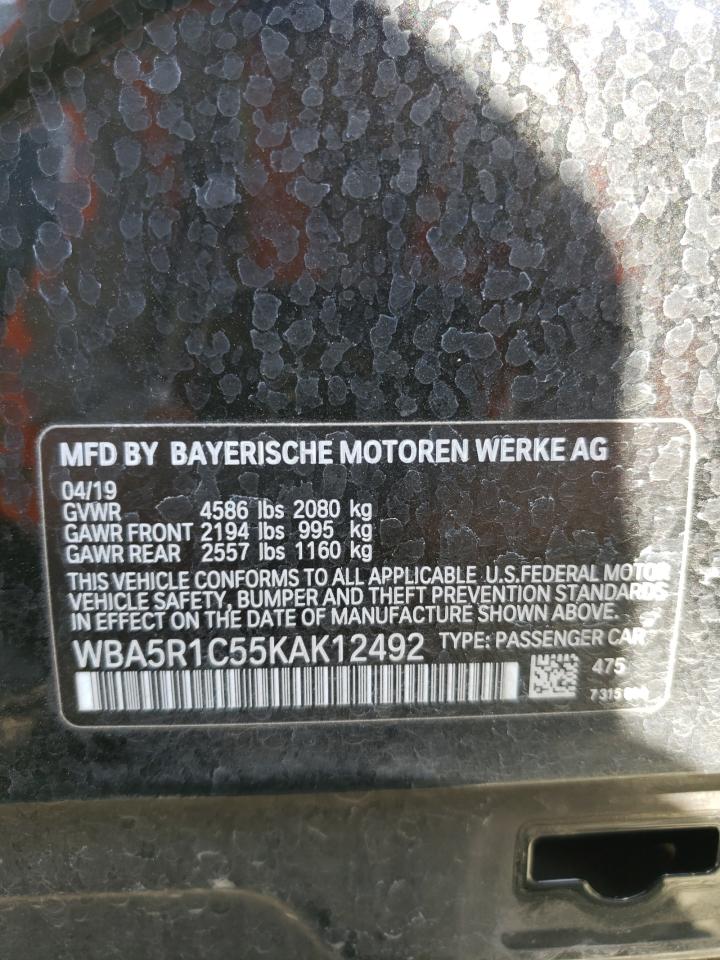 MFD BY BAYERISCHE MOTOREN WERKE AG
04/19
GVWR 4586 lbs 2080 kg
GAWR FRONT 2194 lbs 995 kg
GAWR REAR 2557 lbs 1160 kg
THIS VEHICLE CONFORMS TO ALL APPLICABLE U.S.FEDERAL MOTOR
VEHICLE SAFETY, BUMPER AND THEFT PREVENTION STANDARDS
IN EFFECT ON THE DATE OF MANUFACTURE SHOWN ABOVE.
WBA5R1C55KAK12492 TYPE: PASSENGER CAR
475